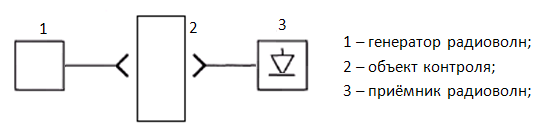 1
2
3
1 – генератор радиоволн;
2 – объект контроля;
3 – приёмник радиоволн;